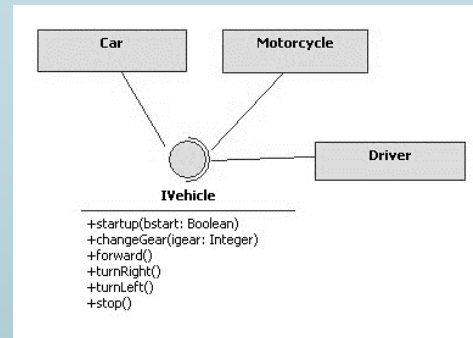 Car
Motorcycle
Driver
IVehicle
+startup(bstart: Boolean)
+changeGear(igear: Integer)
+forward()
+turnRight()
+turnLeft()
+stop()